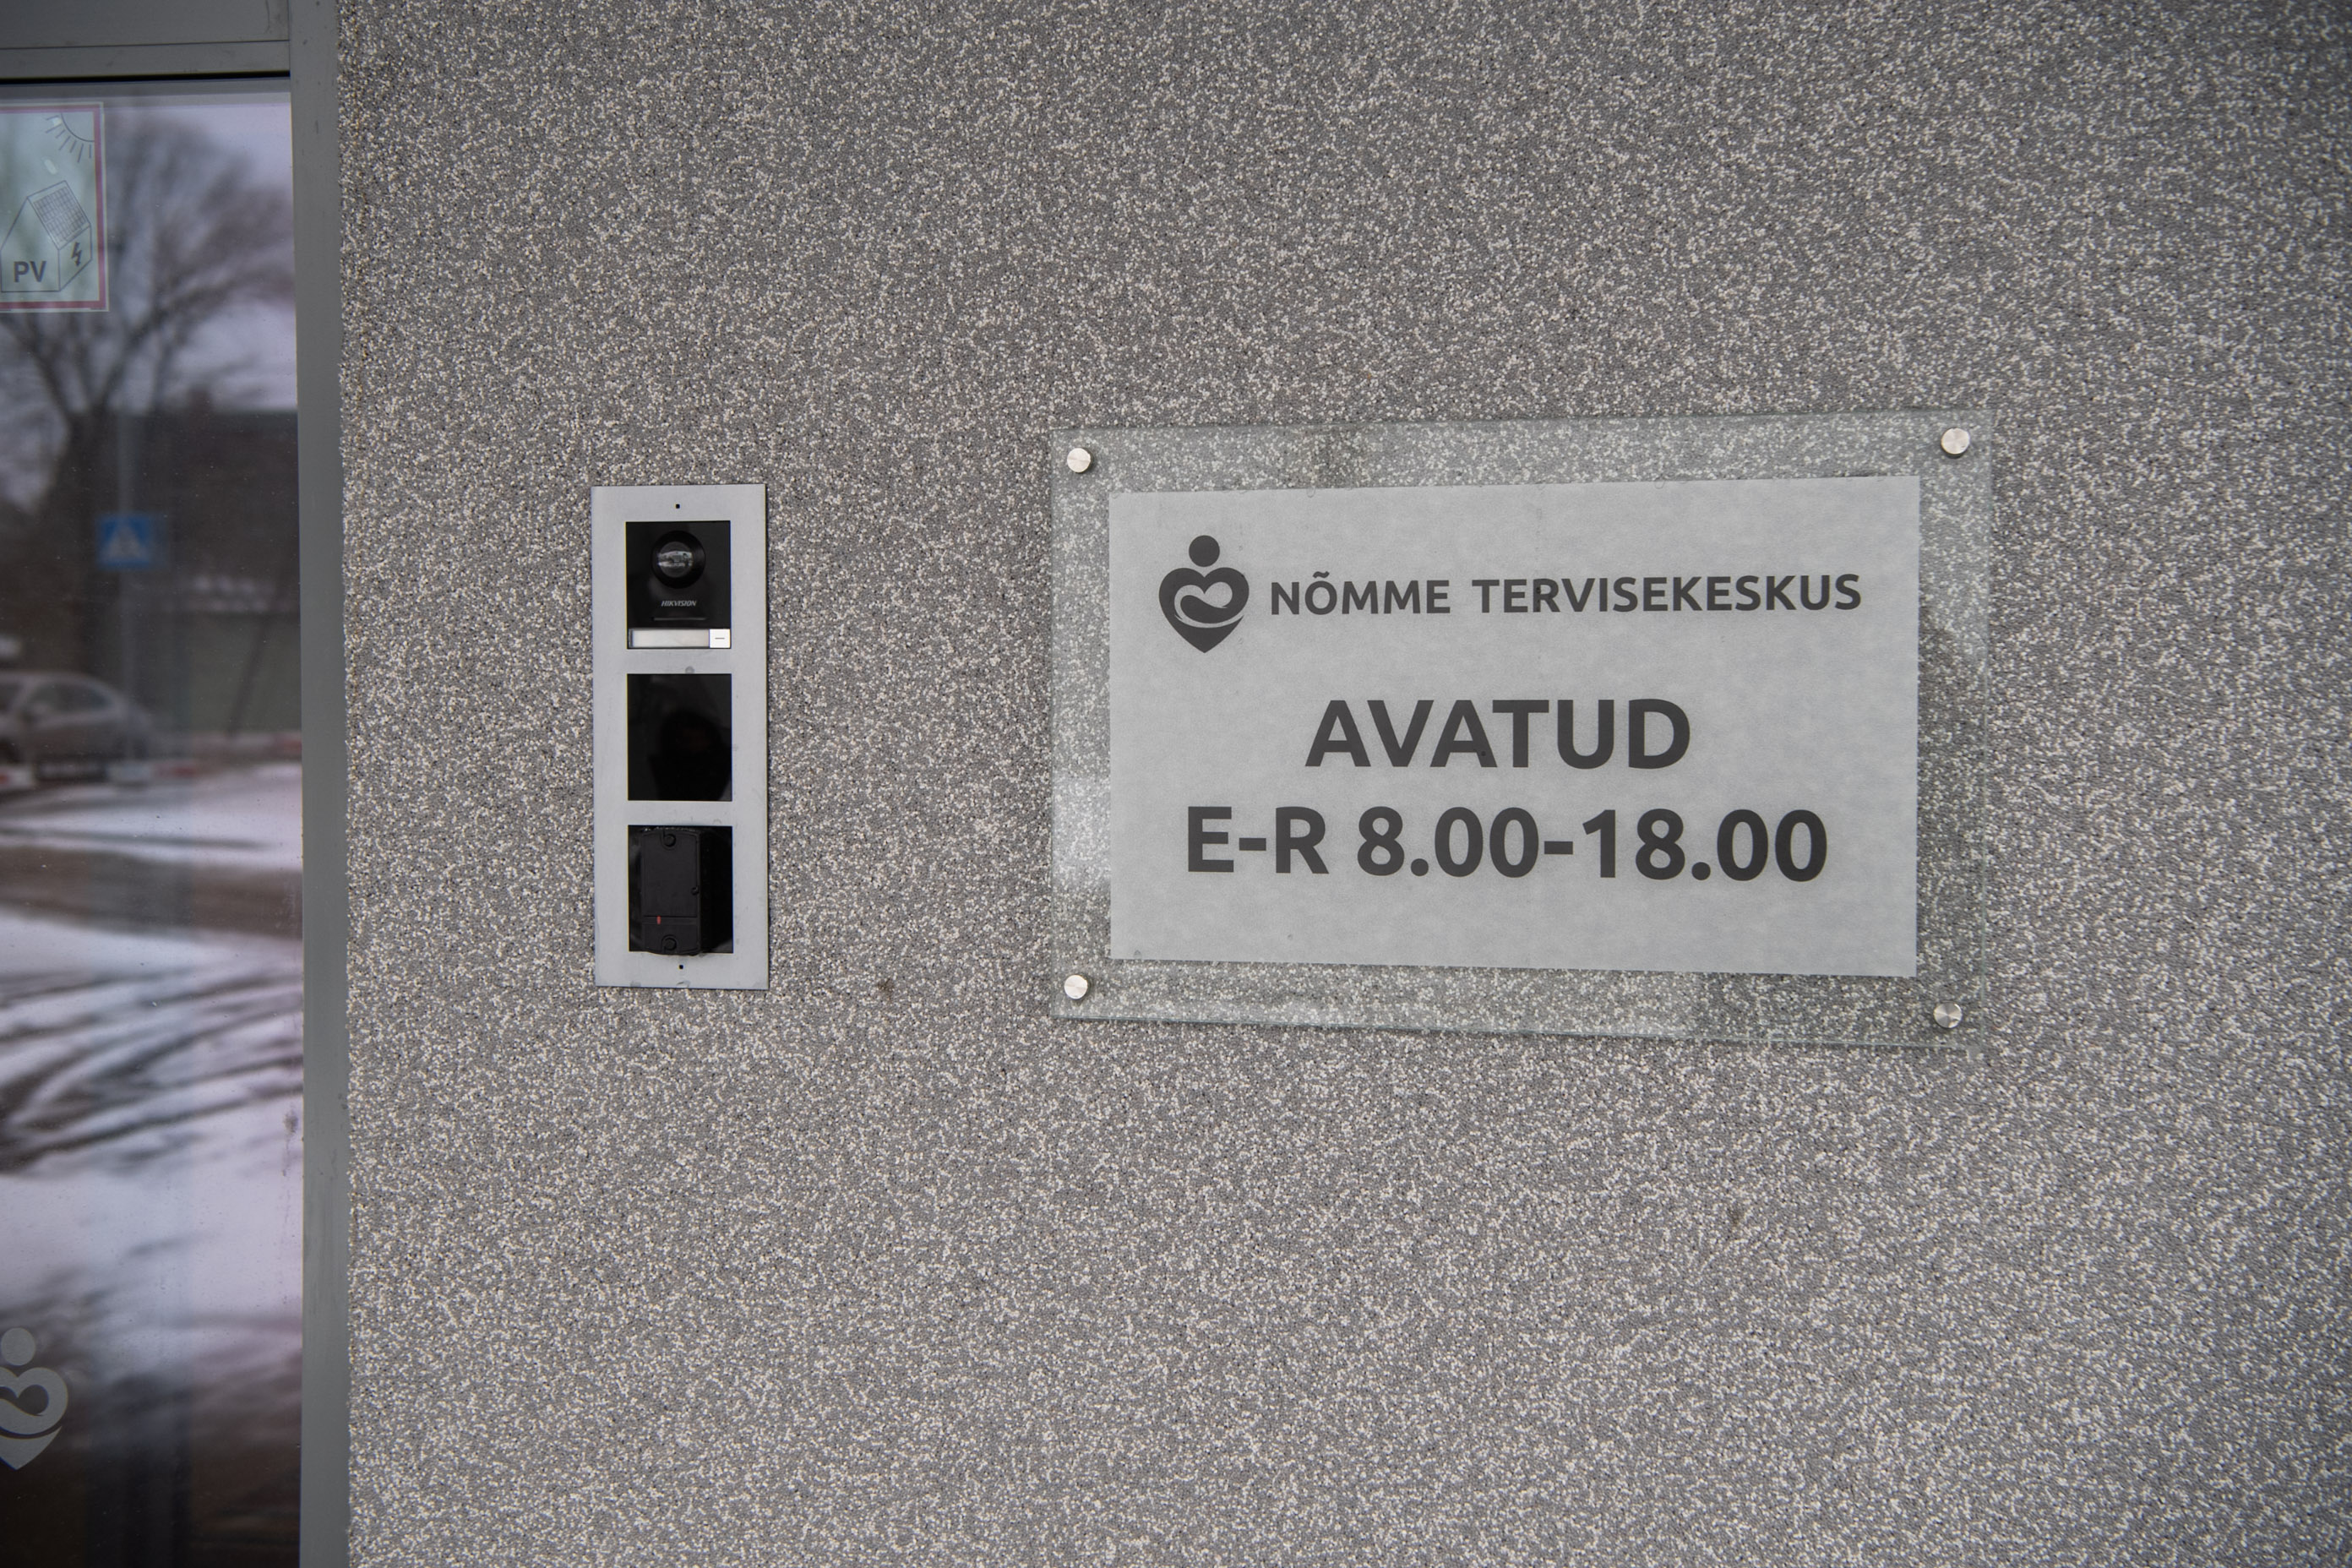 PV
HIKVISION
NÕMME TERVISEKESKUS
AVATUD
E-R 8.00-18.00